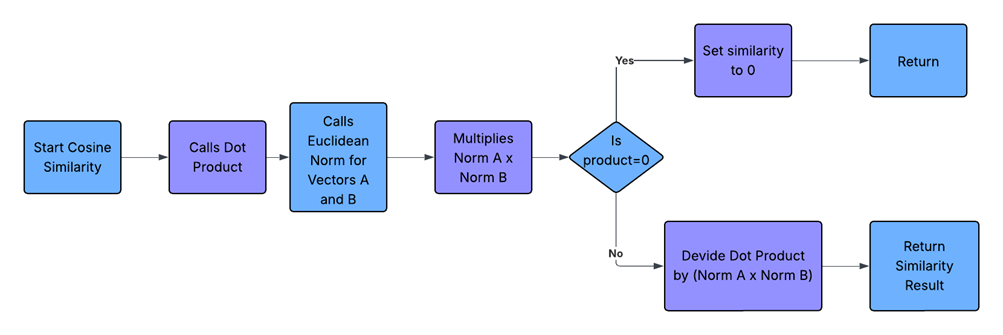 Start Cosine
Similarity
Calls Dot
Product
Calls
Euclidean
Norm for
Vectors A
and B
Multiplies
Norm A x
Norm B
Is
product=0
Yes
Set similarity
to 0
Return
No
Devide Dot Product
by (Norm A x Norm B)
Return
Similarity
Result